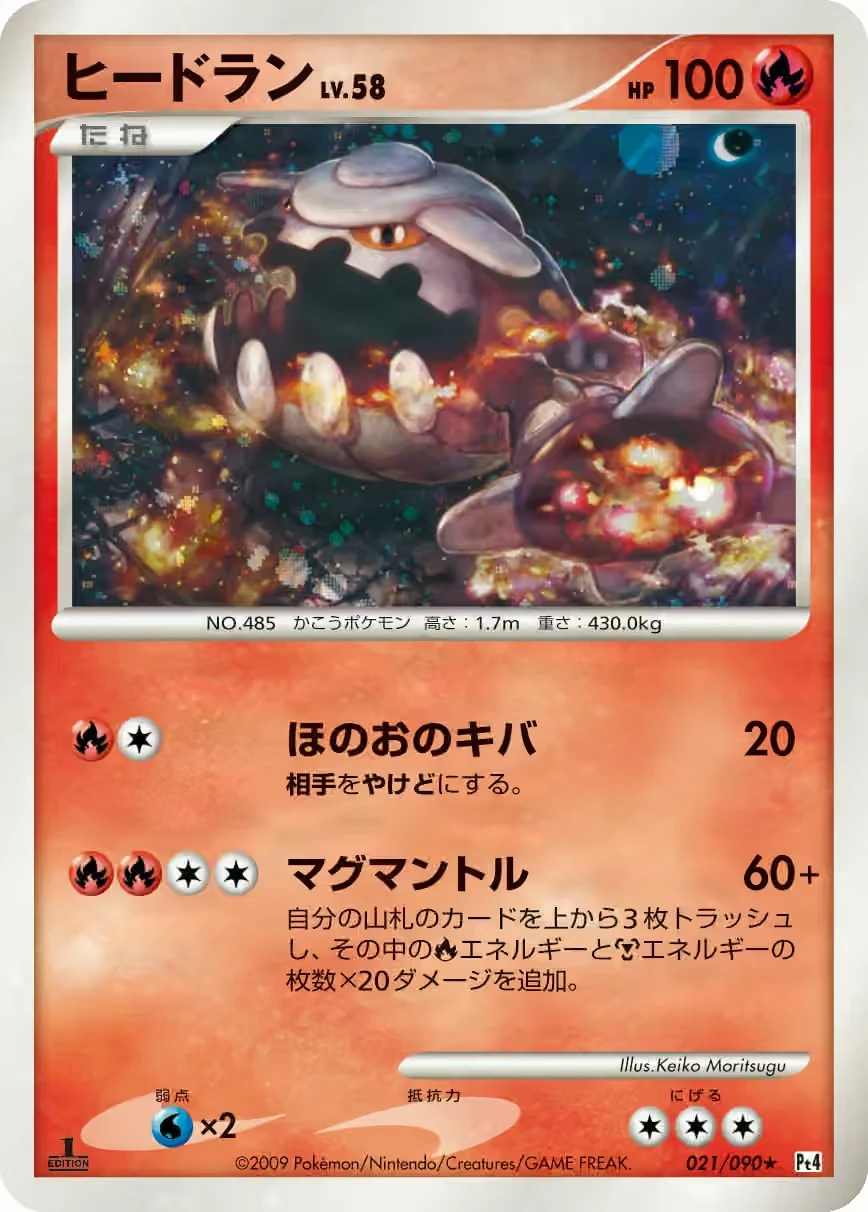 ヒードラン LV.58 HP 100
たね
NO.485 かこうポケモン 高さ：1.7m 重さ：430.0kg
ほのおのキバ 20
相手をやけどにする。
マグマントル 60+
自分の山札のカードを上から3枚トラッシュ
し、その中のエネルギーとエネルギーの
枚数×20ダメージを追加。
Illus.Keiko Moritsugu
弱点 抵抗力 にげる
×2
1
EDITION
©2009 Pokémon/Nintendo/Creatures/GAME FREAK.
021/090★ Pt4